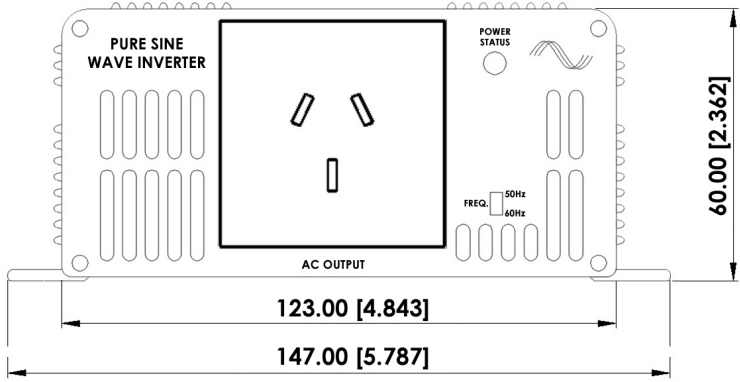 PURE SINE
WAVE INVERTER
POWER
STATUS
FREQ.
50Hz
60Hz
AC OUTPUT
60.00 [2.362]
123.00 [4.843]
147.00 [5.787]